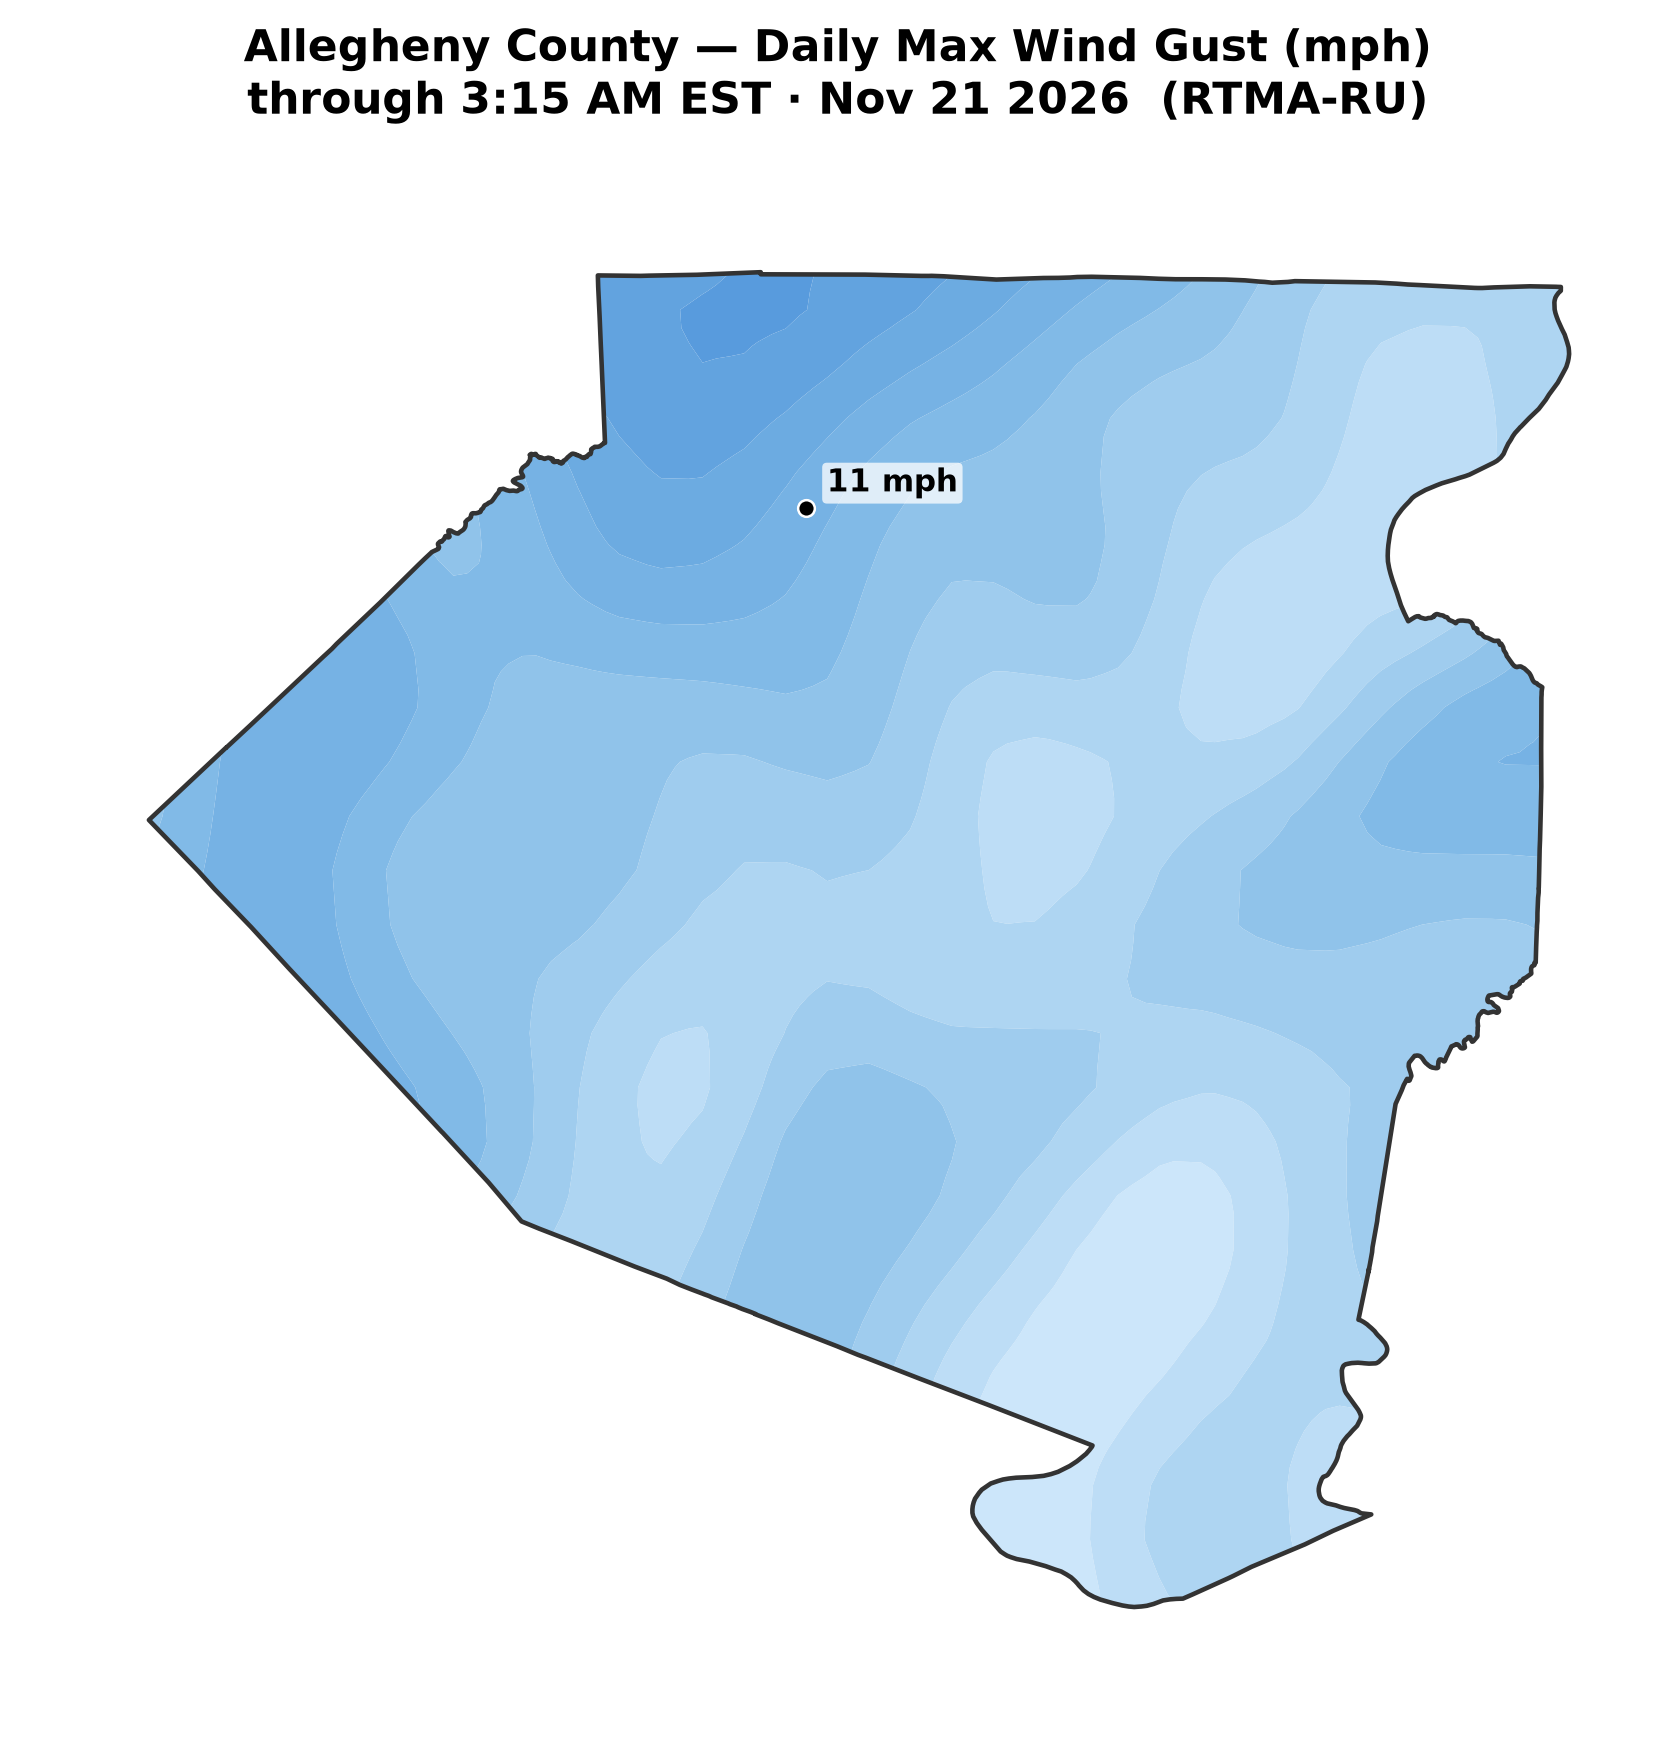 Allegheny County — Daily Max Wind Gust (mph)
through 3:15 AM EST · Nov 21 2026 (RTMA-RU)
11 mph